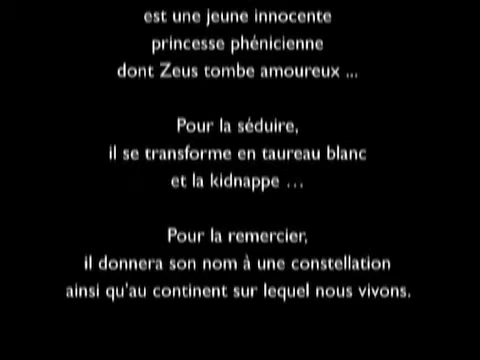 est une jeune innocente
princesse phénicienne
dont Zeus tombe amoureux ...
Pour la séduire,
il se transforme en taureau blanc
et la kidnappe ...
Pour la remercier,
il donnera son nom à une constellation
ainsi qu'au continent sur lequel nous vivons.